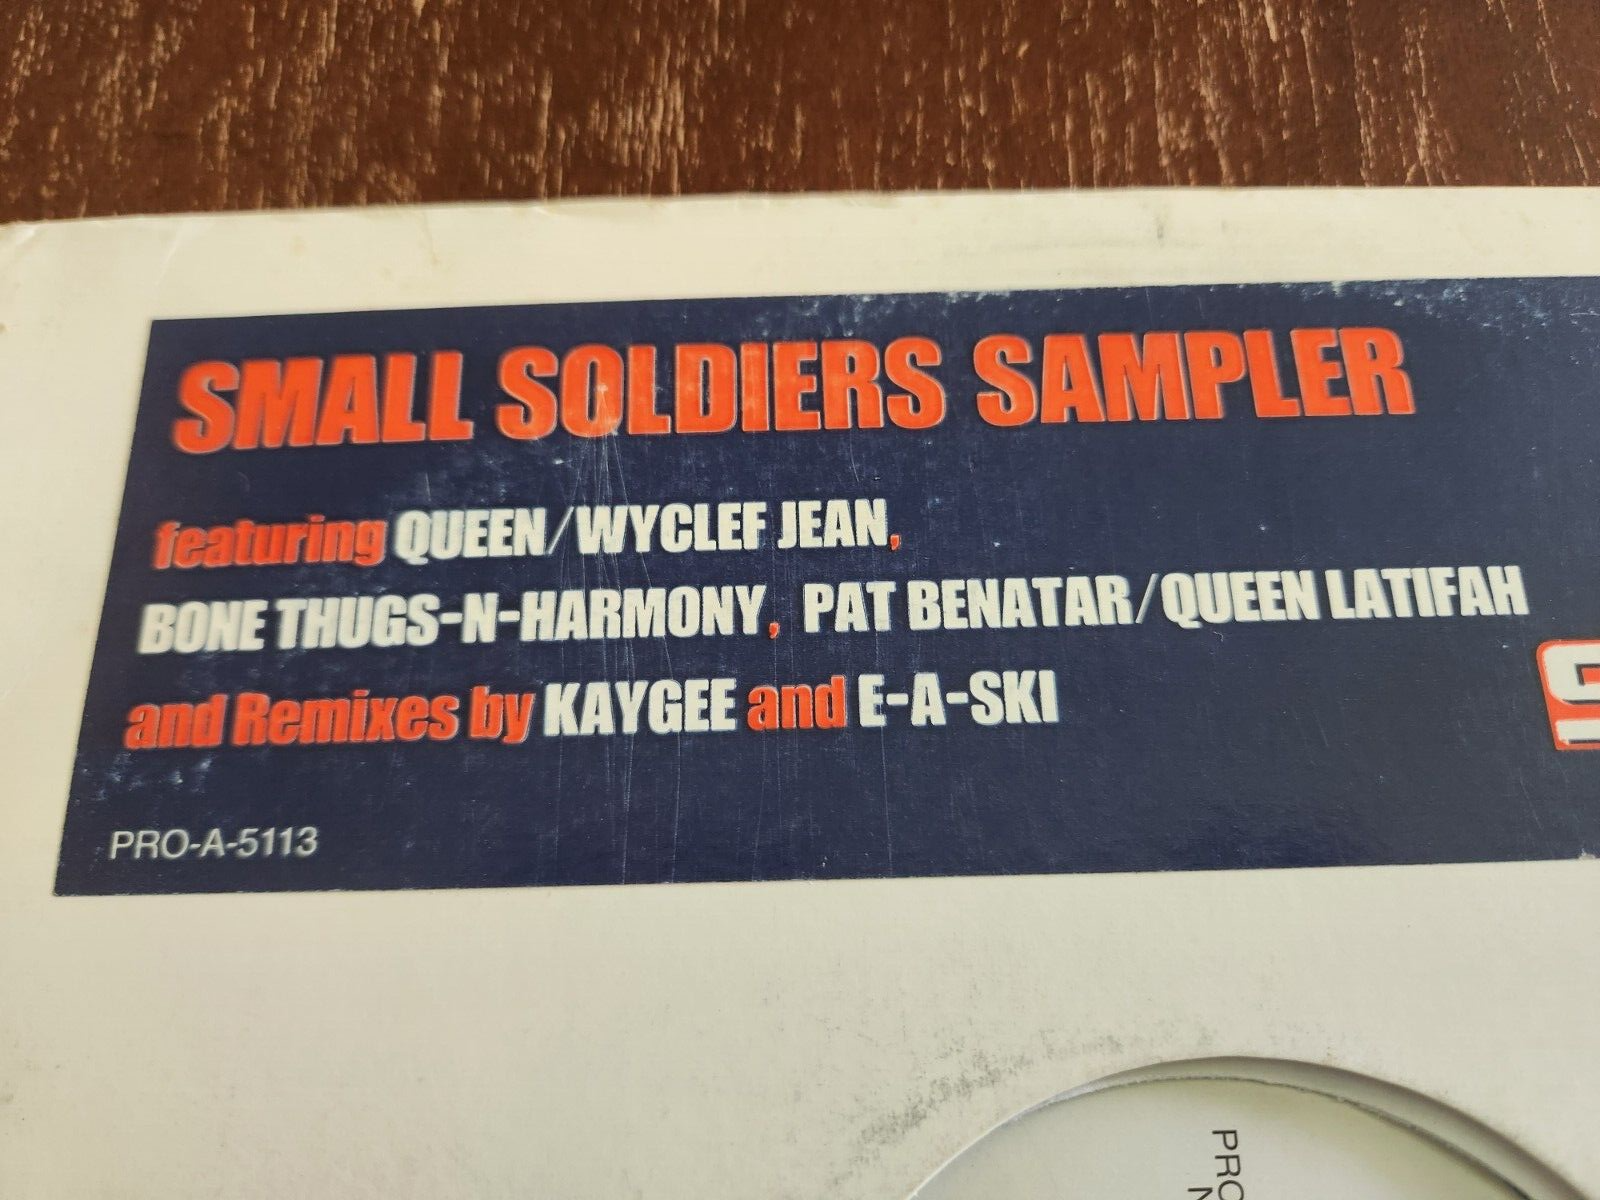 SMALL SOLDIERS SAMPLER
featuring QUEEN/WYCLEF JEAN,
BONE THUGS-N-HARMONY, PAT BENATAR/QUEEN LATIFAH
and Remixes by KAYGEE and E-A-SKI
PRO-A-5113